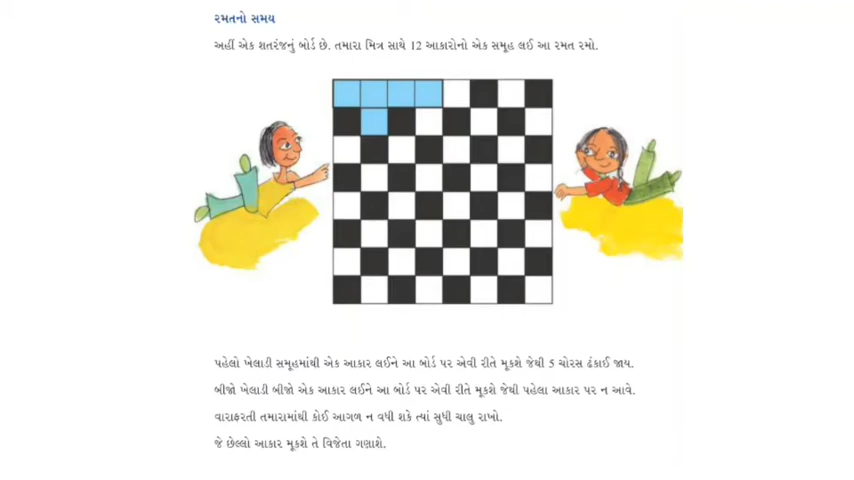 રમતનો સમય
અહીં એક શતરંજનું બોર્ડ છે. તમારા મિત્ર સાથે 12 આકારોનો એક સમૂહ લઈ આ રમત રમો.
પહેલો ખેલાડી સમૂહમાંથી એક આકાર લઈને આ બોર્ડ પર એવી રીતે મૂકશે જેથી 5 ચોરસ ઢંકાઈ જાય.
બીજો ખેલાડી બીજો એક આકાર લઈને આ બોર્ડ પર એવી રીતે મૂકશે જેથી પહેલા આકાર પર ન આવે.
વારાફરતી તમારામાંથી કોઈ આગળ ન વધી શકે ત્યાં સુધી ચાલુ રાખો.
જે છેલ્લો આકાર મૂકશે તે વિજેતા ગણાશે.